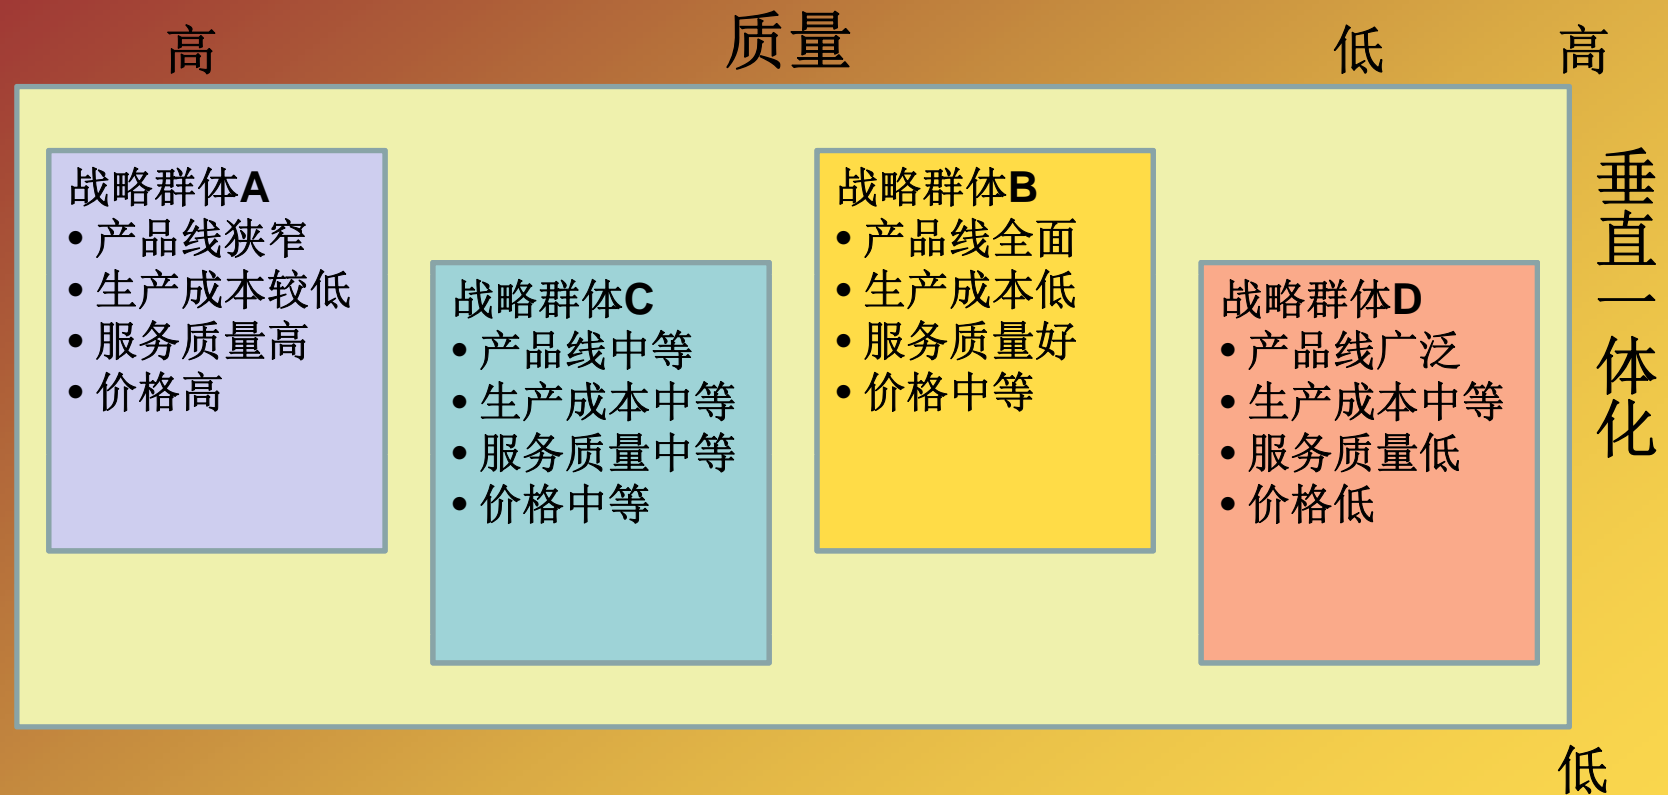 高
质量
低
高
战略群体A
• 产品线狭窄
• 生产成本较低
• 服务质量高
• 价格高
战略群体C
• 产品线中等
• 生产成本中等
• 服务质量中等
• 价格中等
战略群体B
• 产品线全面
• 生产成本低
• 服务质量好
• 价格中等
战略群体D
• 产品线广泛
• 生产成本中等
• 服务质量低
• 价格低
垂直一体化
低